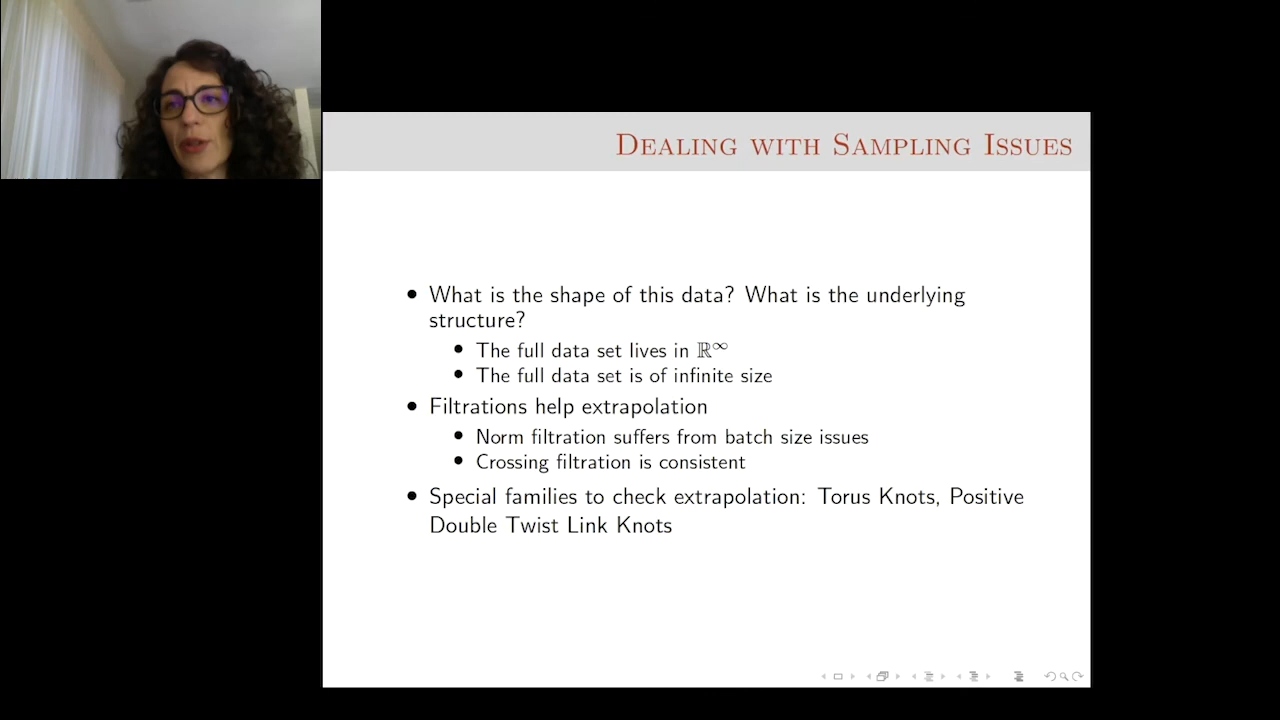 Dealing with Sampling Issues
• What is the shape of this data? What is the underlying
structure?
• The full data set lives in ℝ∞
• The full data set is of infinite size
• Filtrations help extrapolation
• Norm filtration suffers from batch size issues
• Crossing filtration is consistent
• Special families to check extrapolation: Torus Knots, Positive
Double Twist Link Knots